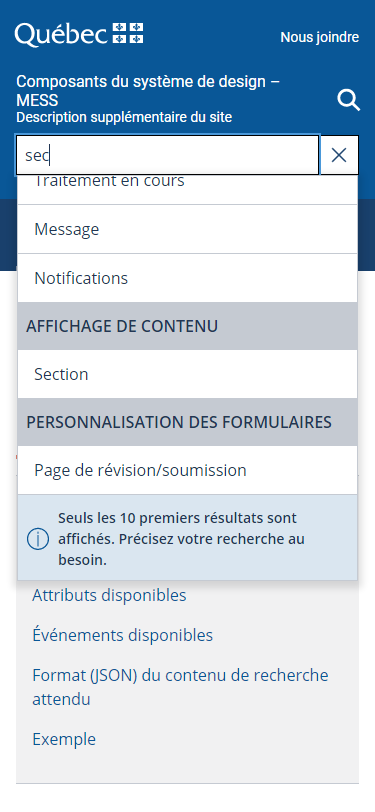 Québec
Nous joindre
Composants du système de design –
MESS
Description supplémentaire du site
sec
Traitement en cours
Message
Notifications
AFFICHAGE DE CONTENU
Section
PERSONNALISATION DES FORMULAIRES
Page de révision/soumission
Seuls les 10 premiers résultats sont
affichés. Précisez votre recherche au
besoin.
Attributs disponibles
Événements disponibles
Format (JSON) du contenu de recherche
attendu
Exemple